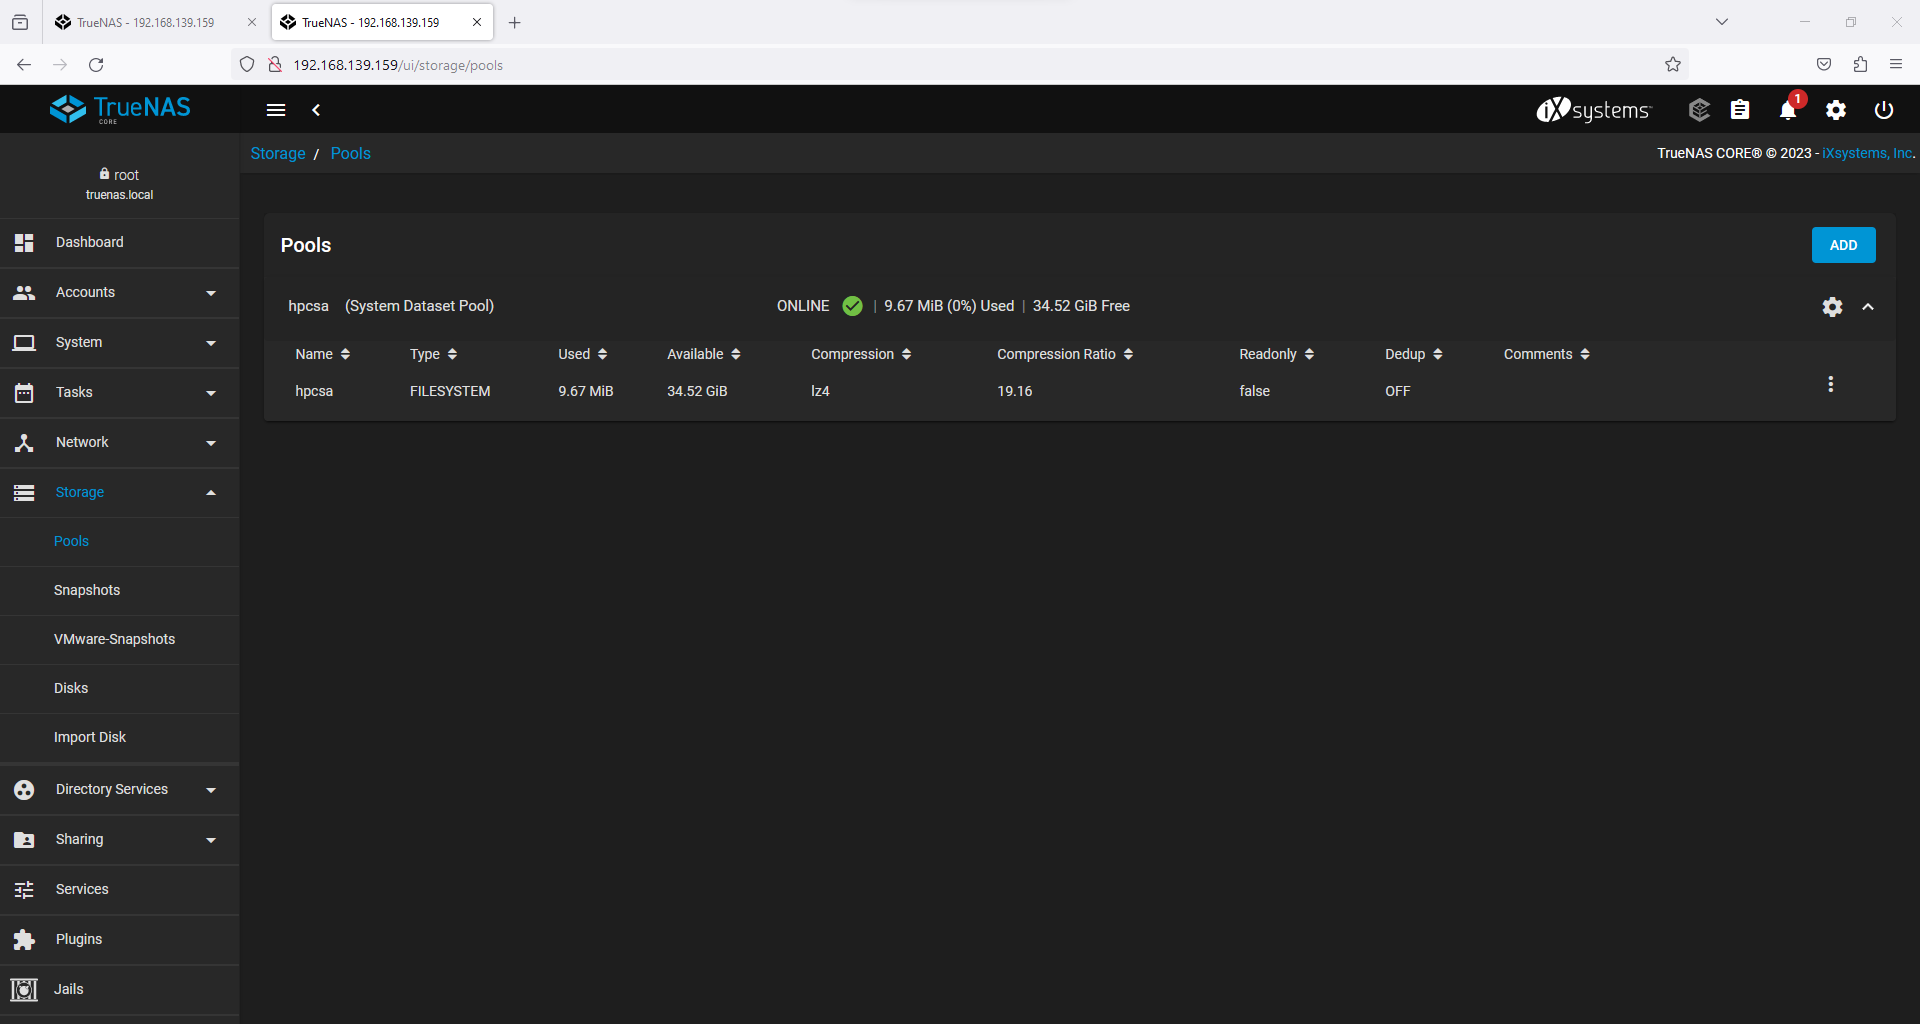 TrueNAS - 192.168.139.159
TrueNAS - 192.168.139.159
192.168.139.159/ui/storage/pools
TrueNAS
CORE
iXsystems
1
Storage / Pools
TrueNAS CORE® © 2023 - iXsystems, Inc.
root
truenas.local
Dashboard
Accounts
System
Tasks
Network
Storage
Pools
Snapshots
VMware-Snapshots
Disks
Import Disk
Directory Services
Sharing
Services
Plugins
Jails
Pools
ADD
hpcsa (System Dataset Pool) ONLINE | 9.67 MiB (0%) Used | 34.52 GiB Free
Name Type Used Available Compression Compression Ratio Readonly Dedup Comments
hpcsa FILESYSTEM 9.67 MiB 34.52 GiB lz4 19.16 false OFF